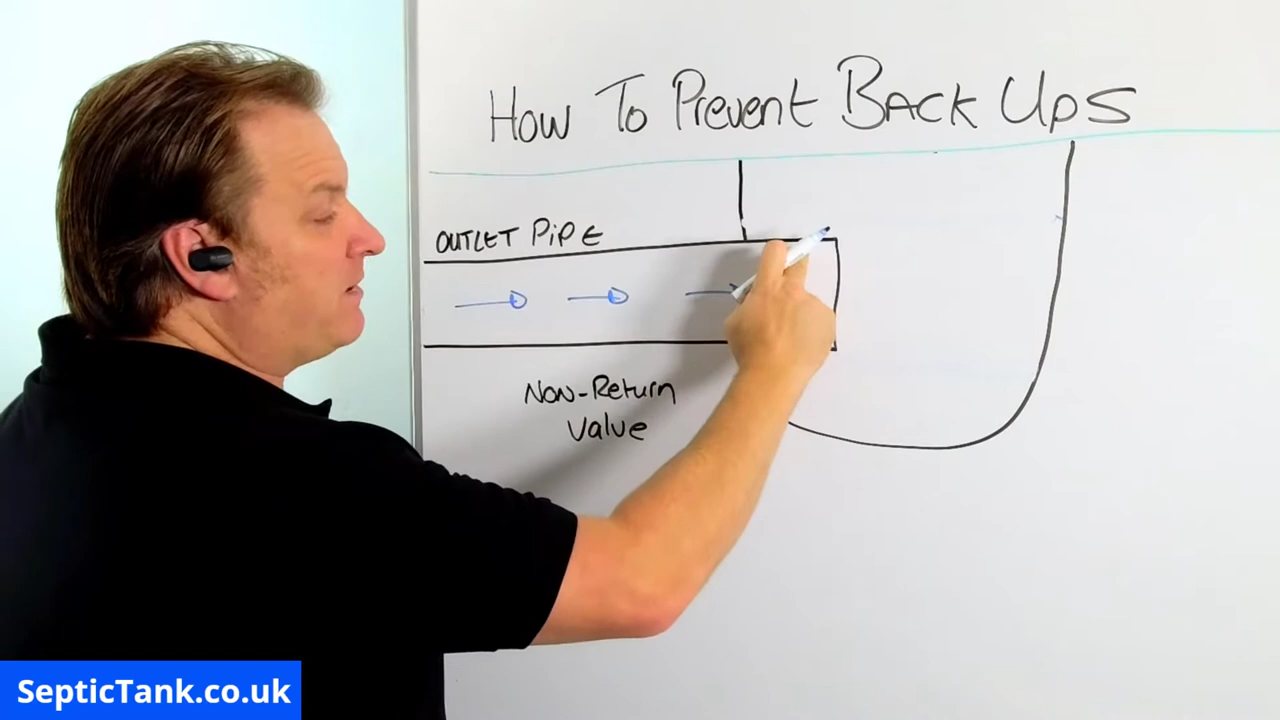 How To Prevent Back Ups
OUTLET PiPE
Non-Return
Value
SepticTank.co.uk